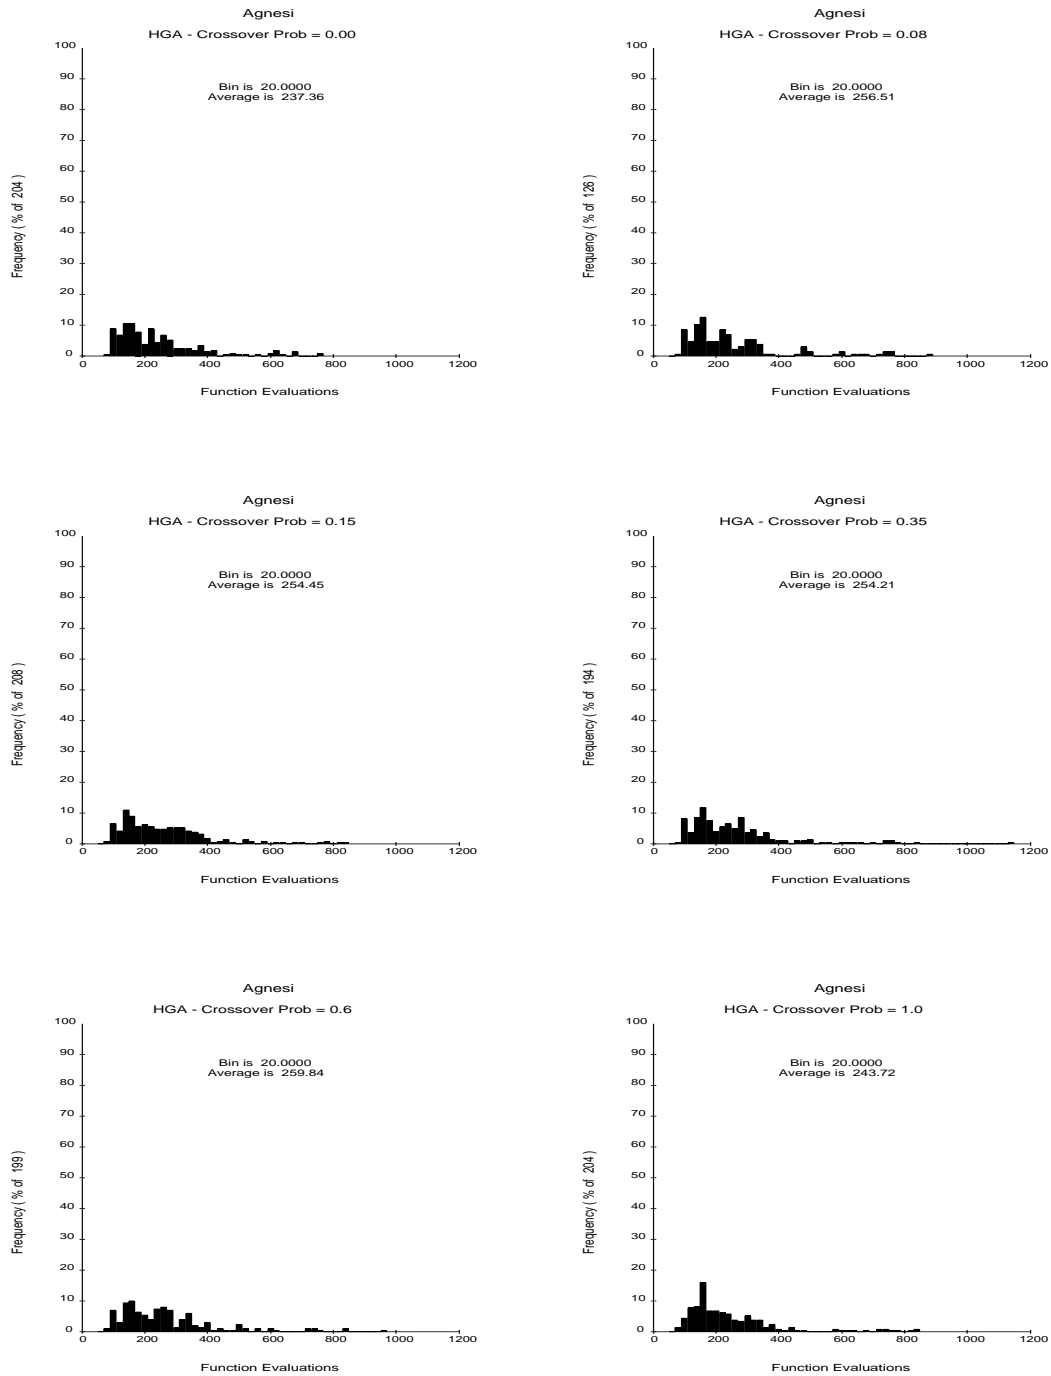 Agnesi
HGA - Crossover Prob = 0.00
100
90
80
70
60
50
40
30
20
10
0
Bin is 20.0000
Average is 237.36
Frequency ( % of 204 )
0 200 400 600 800 1000 1200
Function Evaluations
Agnesi
HGA - Crossover Prob = 0.08
100
90
80
70
60
50
40
30
20
10
0
Bin is 20.0000
Average is 256.51
Frequency ( % of 126 )
0 200 400 600 800 1000 1200
Function Evaluations
Agnesi
HGA - Crossover Prob = 0.15
100
90
80
70
60
50
40
30
20
10
0
Bin is 20.0000
Average is 254.45
Frequency ( % of 208 )
0 200 400 600 800 1000 1200
Function Evaluations
Agnesi
HGA - Crossover Prob = 0.35
100
90
80
70
60
50
40
30
20
10
0
Bin is 20.0000
Average is 254.21
Frequency ( % of 194 )
0 200 400 600 800 1000 1200
Function Evaluations
Agnesi
HGA - Crossover Prob = 0.6
100
90
80
70
60
50
40
30
20
10
0
Bin is 20.0000
Average is 259.84
Frequency ( % of 199 )
0 200 400 600 800 1000 1200
Function Evaluations
Agnesi
HGA - Crossover Prob = 1.0
100
90
80
70
60
50
40
30
20
10
0
Bin is 20.0000
Average is 243.72
Frequency ( % of 204 )
0 200 400 600 800 1000 1200
Function Evaluations